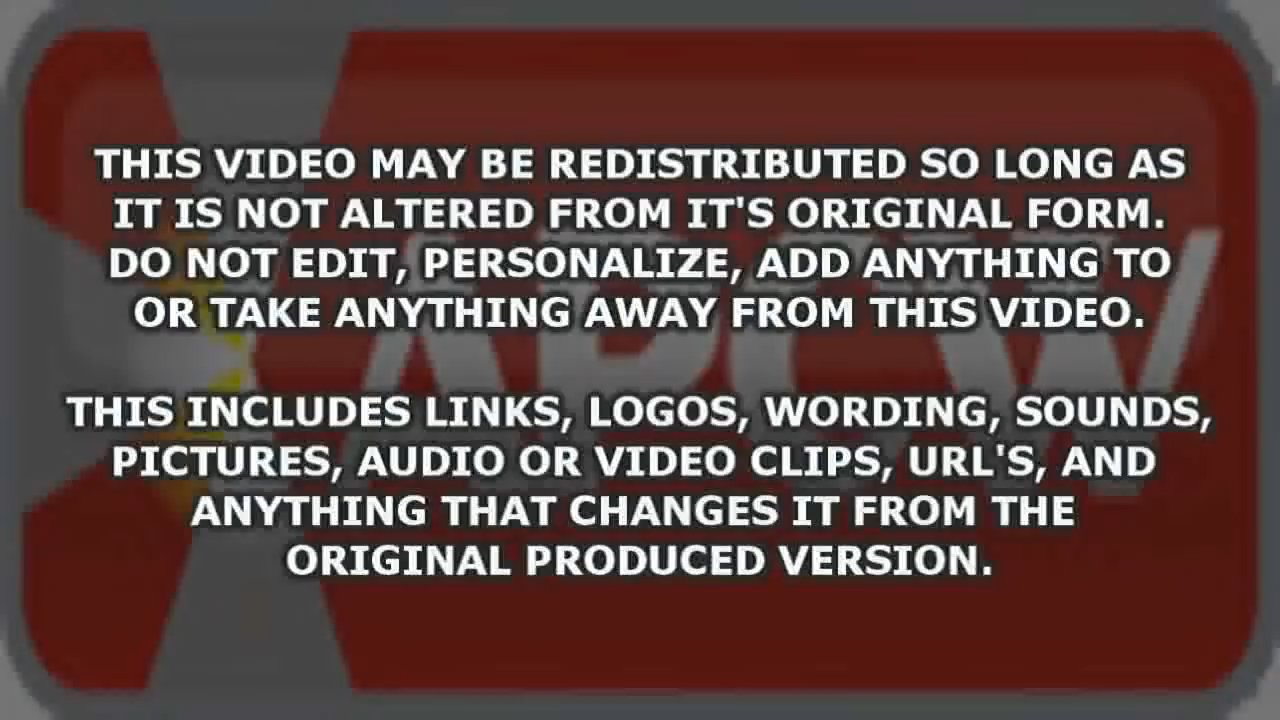 THIS VIDEO MAY BE REDISTRIBUTED SO LONG AS
IT IS NOT ALTERED FROM IT'S ORIGINAL FORM.
DO NOT EDIT, PERSONALIZE, ADD ANYTHING TO
OR TAKE ANYTHING AWAY FROM THIS VIDEO.
THIS INCLUDES LINKS, LOGOS, WORDING, SOUNDS,
PICTURES, AUDIO OR VIDEO CLIPS, URL'S, AND
ANYTHING THAT CHANGES IT FROM THE
ORIGINAL PRODUCED VERSION.
APCW